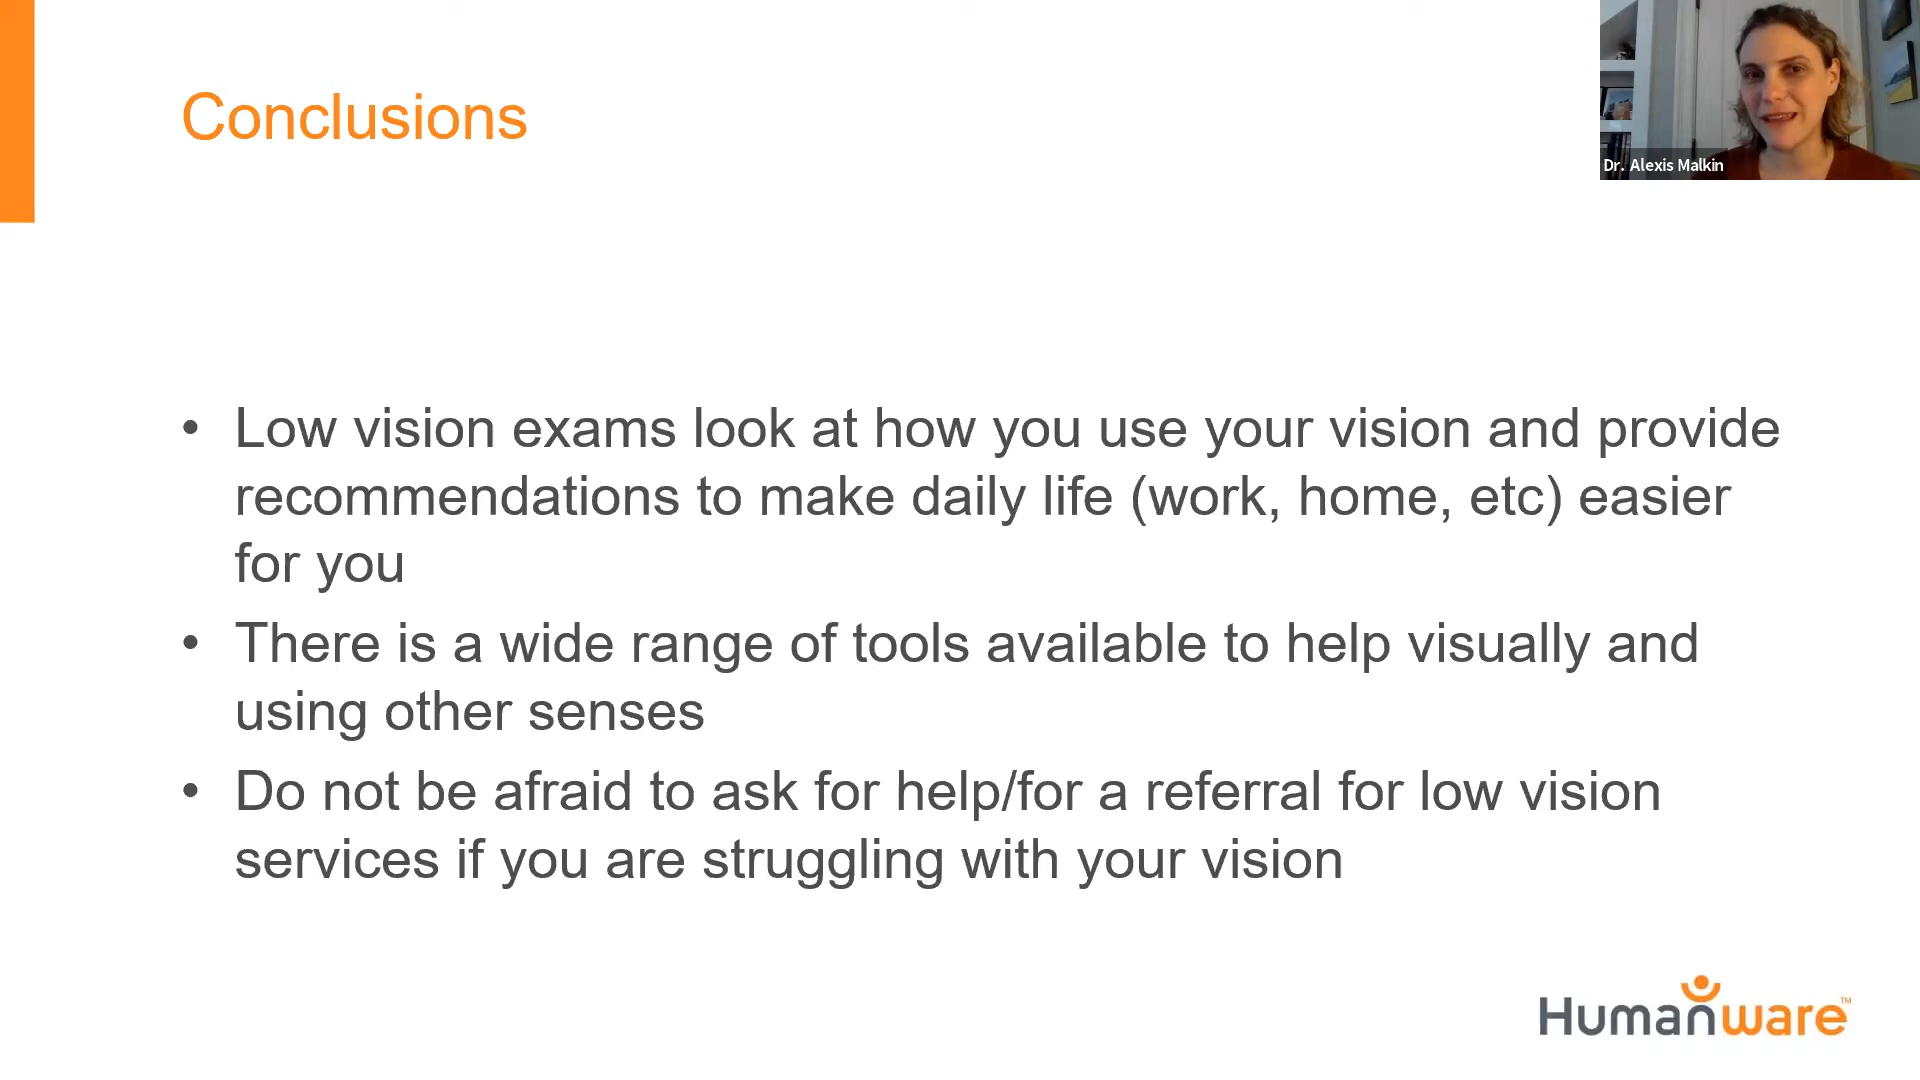 Conclusions
Dr. Alexis Malkin
• Low vision exams look at how you use your vision and provide
recommendations to make daily life (work, home, etc) easier
for you
• There is a wide range of tools available to help visually and
using other senses
• Do not be afraid to ask for help/for a referral for low vision
services if you are struggling with your vision
Humanware™